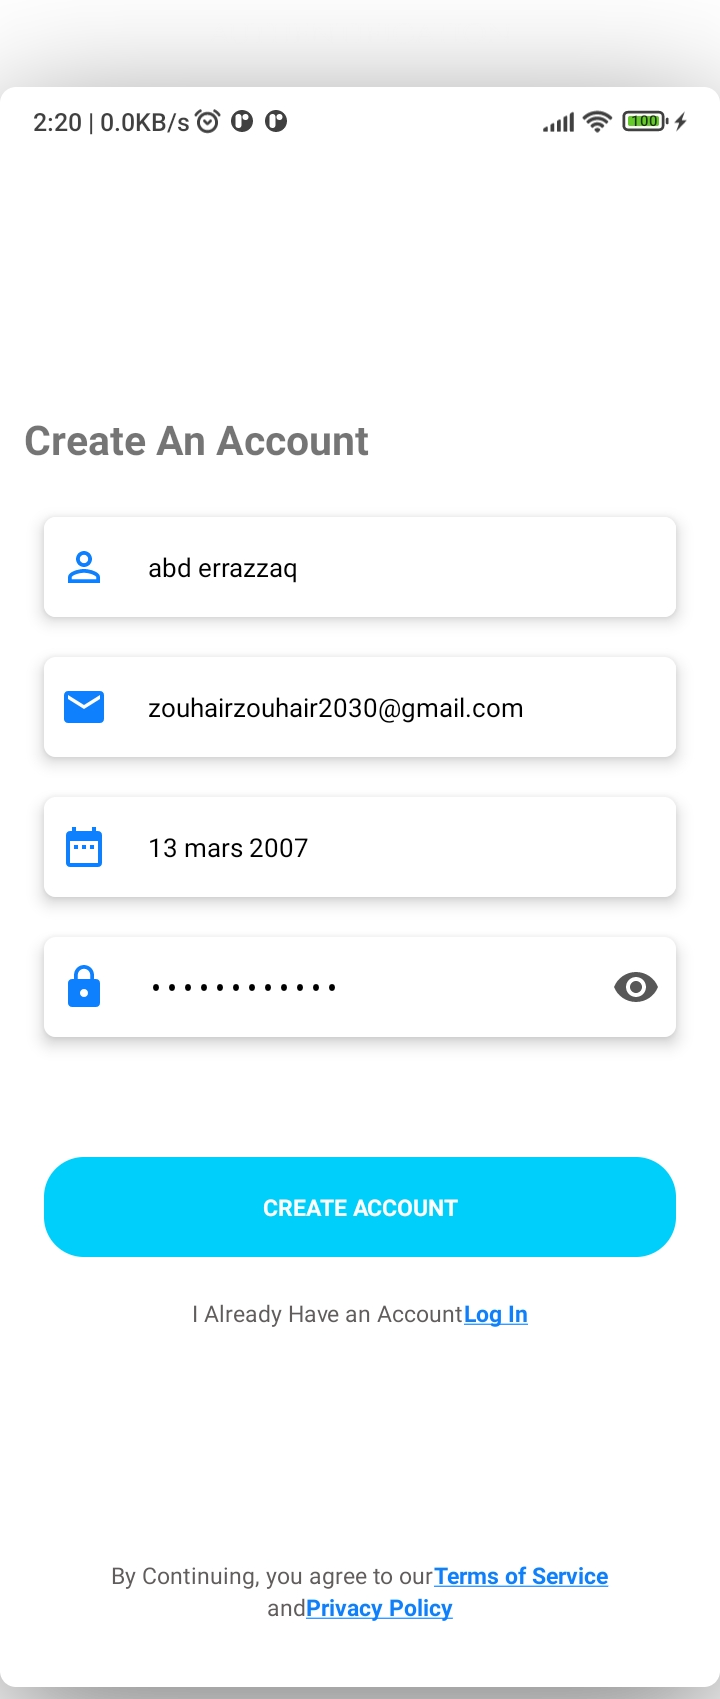 2:20 | 0.0KB/s 100
Create An Account
abd errazzaq
zouhairzouhair2030@gmail.com
13 mars 2007
••••••••••••
CREATE ACCOUNT
I Already Have an AccountLog In
By Continuing, you agree to ourTerms of Service
andPrivacy Policy